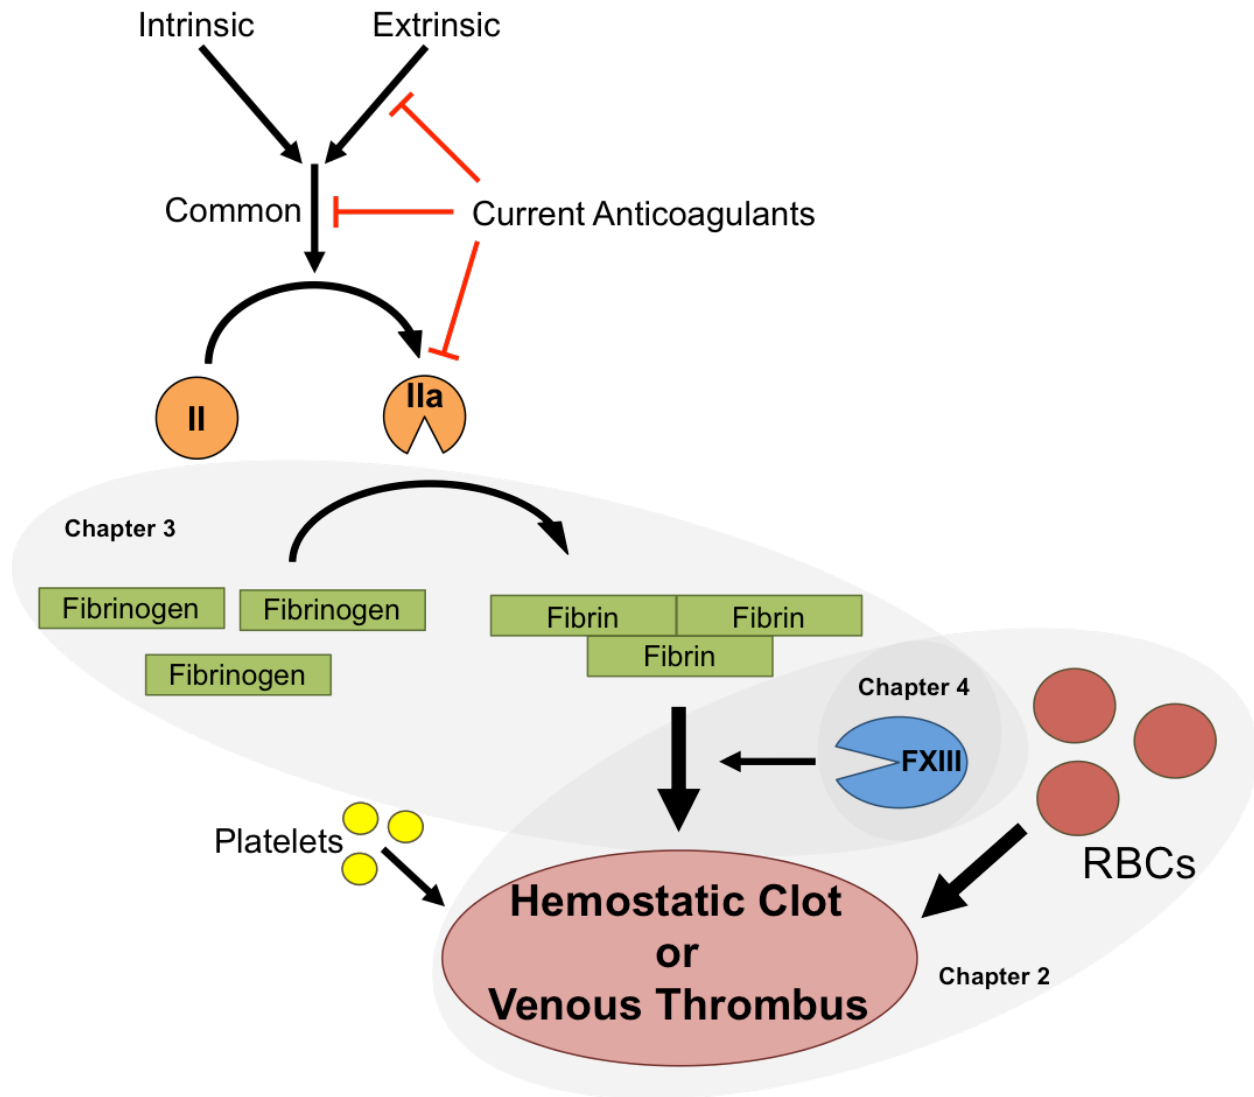 Intrinsic
Extrinsic
Common
Current Anticoagulants
II
IIa
Chapter 3
Fibrinogen
Fibrinogen
Fibrinogen
Fibrin
Fibrin
Fibrin
Chapter 4
FXIII
Platelets
RBCs
Hemostatic Clot
or
Venous Thrombus
Chapter 2